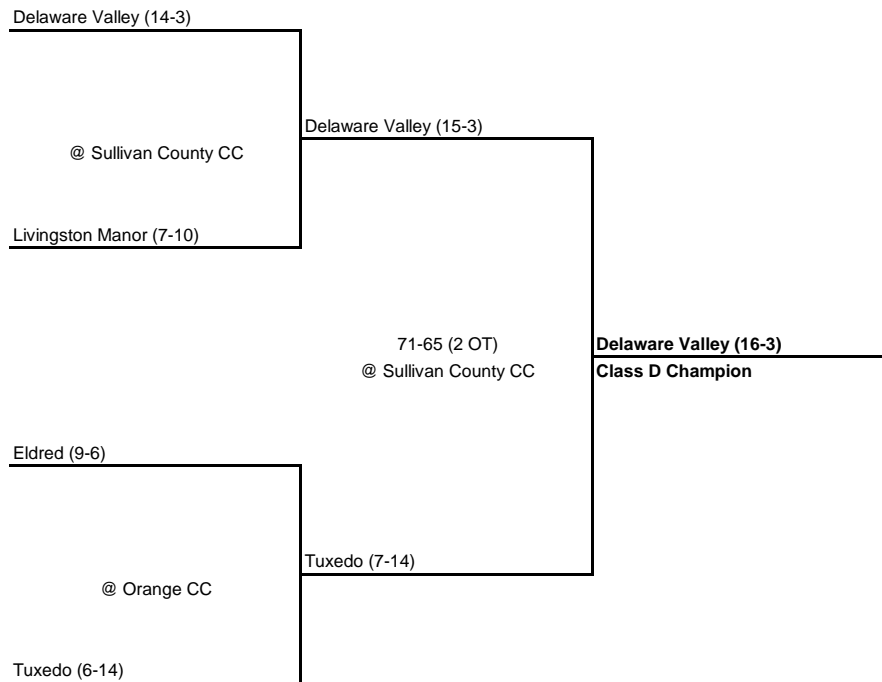 Delaware Valley (14-3)
Delaware Valley (15-3)
@ Sullivan County CC
Livingston Manor (7-10)
71-65 (2 OT)
Delaware Valley (16-3)
@ Sullivan County CC
Class D Champion
Eldred (9-6)
Tuxedo (7-14)
@ Orange CC
Tuxedo (6-14)